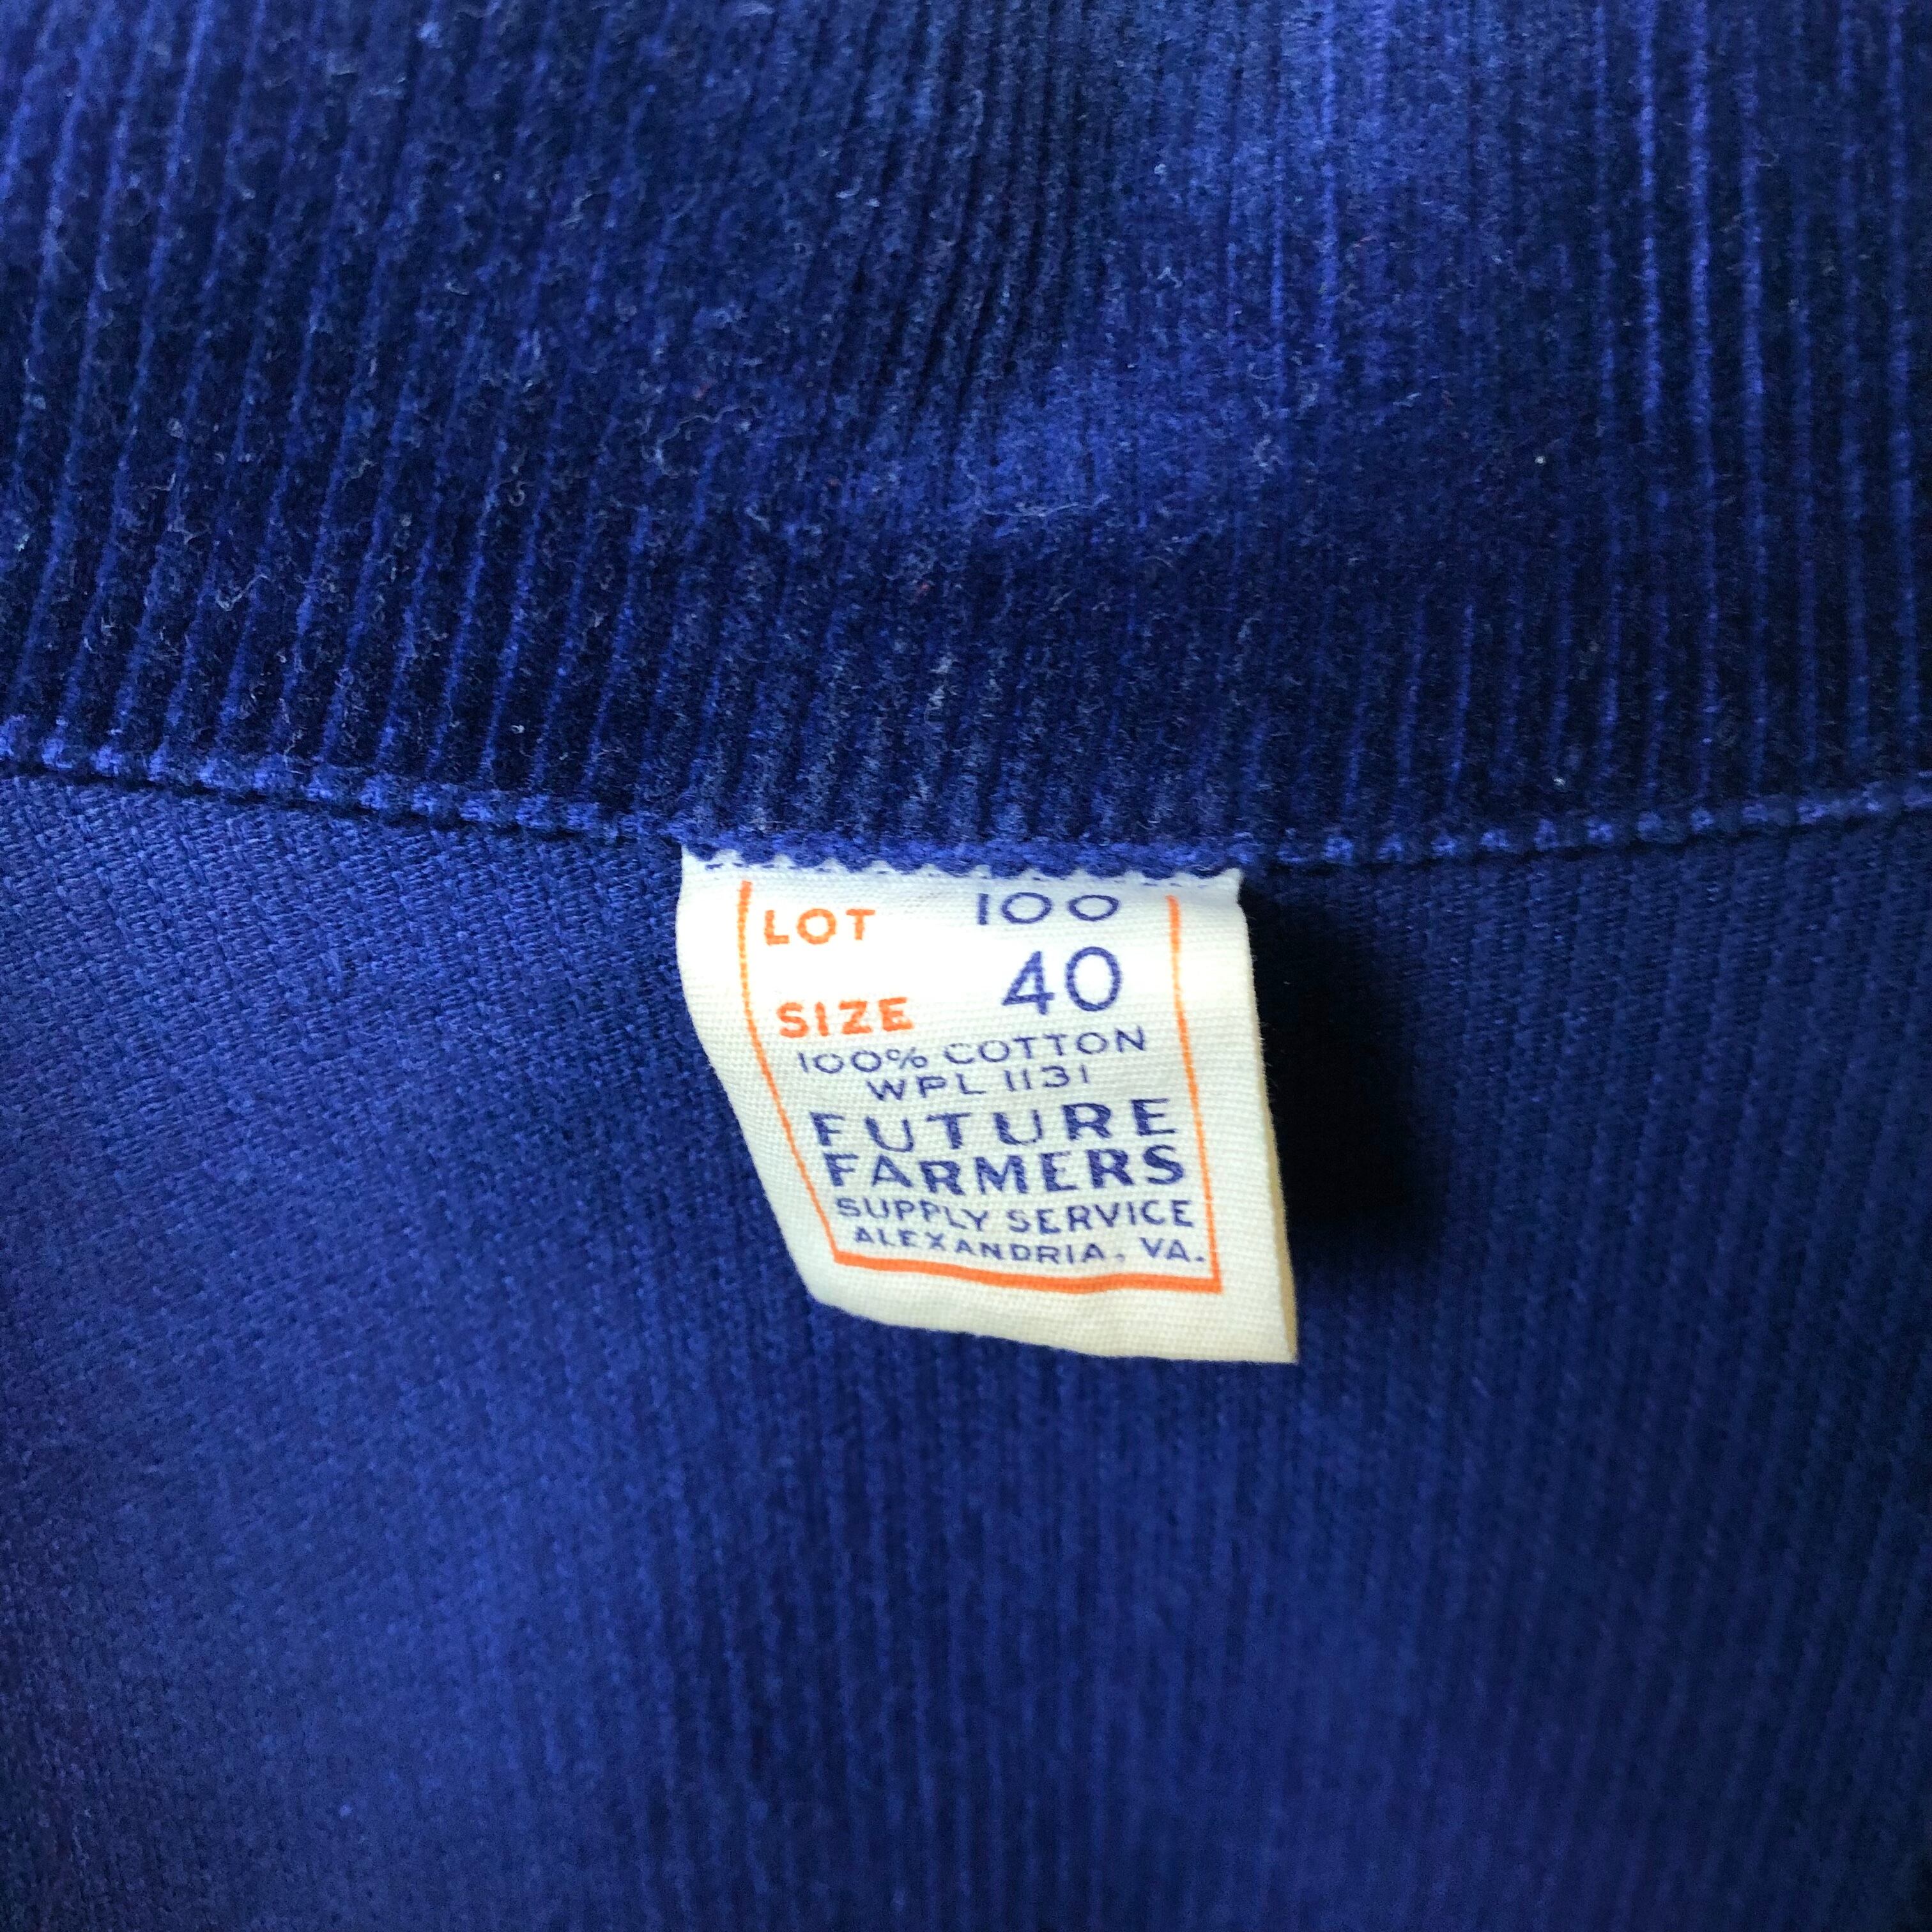 LOT 100
SIZE 40
100% COTTON
WPL 1131
FUTURE
FARMERS
SUPPLY SERVICE
ALEXANDRIA, VA.